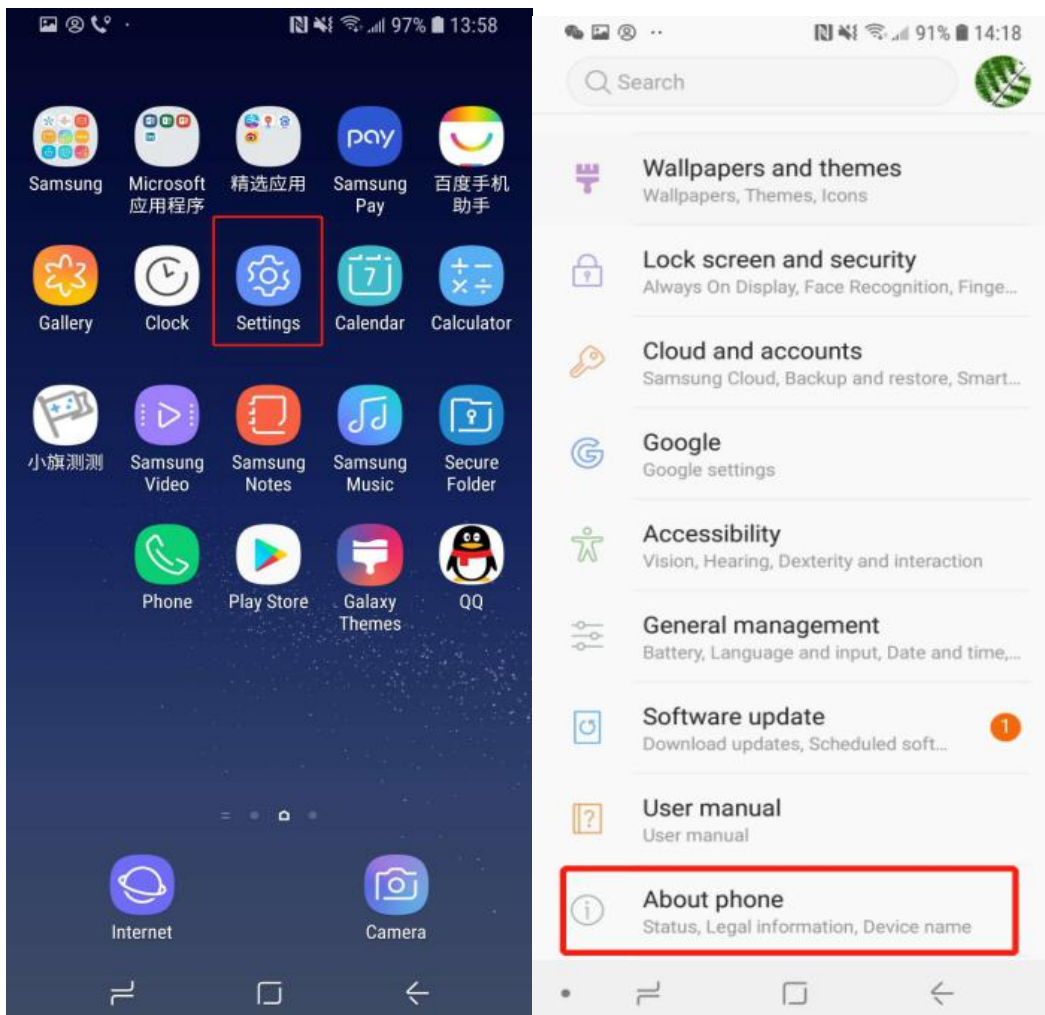 97% 13:58
pay
Samsung
Microsoft
应用程序
精选应用
Samsung
Pay
百度手机
助手
7
Gallery
Clock
Settings
Calendar
Calculator
小旗测测
Samsung
Video
Samsung
Notes
Samsung
Music
Secure
Folder
Phone
Play Store
Galaxy
Themes
QQ
Internet
Camera
91% 14:18
Search
Wallpapers and themes
Wallpapers, Themes, Icons
Lock screen and security
Always On Display, Face Recognition, Finge...
Cloud and accounts
Samsung Cloud, Backup and restore, Smart...
Google
Google settings
Accessibility
Vision, Hearing, Dexterity and interaction
General management
Battery, Language and input, Date and time,...
Software update
Download updates, Scheduled soft...
1
User manual
User manual
About phone
Status, Legal information, Device name